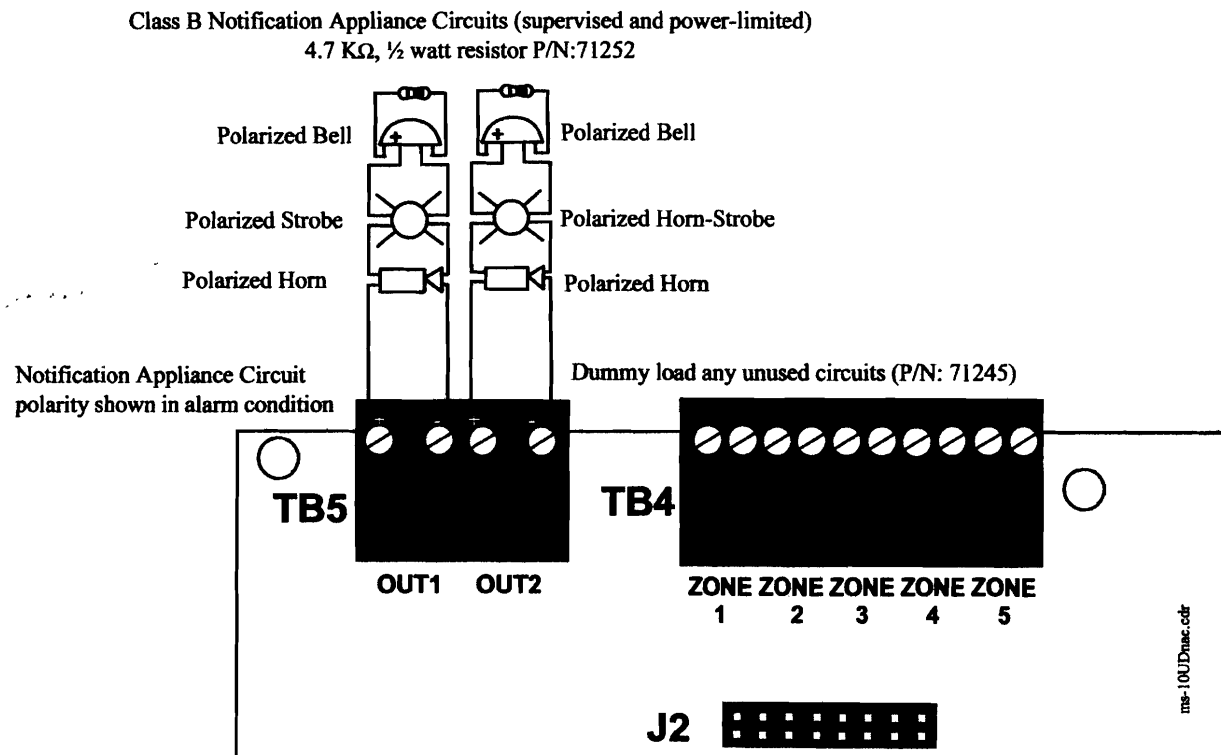 Class B Notification Appliance Circuits (supervised and power-limited)
4.7 KΩ, ½ watt resistor P/N:71252
Polarized Bell
+
+
Polarized Bell
Polarized Strobe
Polarized Horn-Strobe
Polarized Horn
Polarized Horn
Notification Appliance Circuit
polarity shown in alarm condition
Dummy load any unused circuits (P/N: 71245)
+ - + -
TB5
TB4
OUT1 OUT2
ZONE ZONE ZONE ZONE ZONE
1 2 3 4 5
J2
ms-10UDnac.cdr